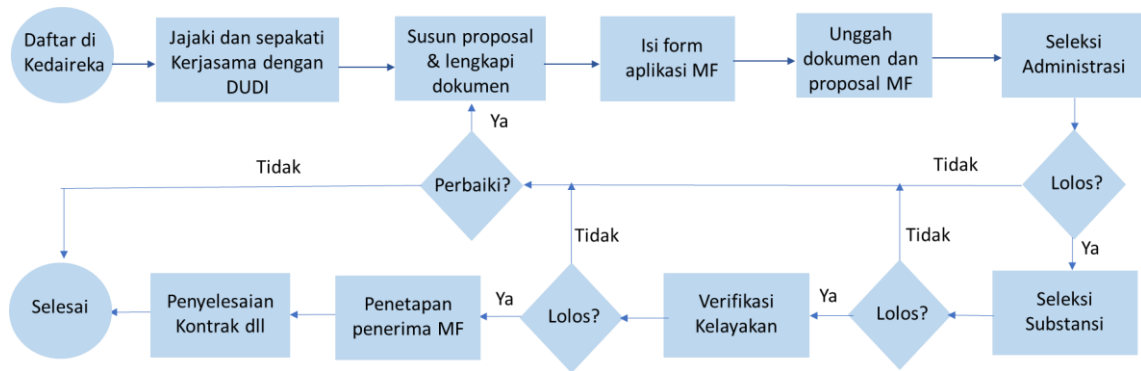 Daftar di
Kedaireka
Jajaki dan sepakati
Kerjasama dengan
DUDI
Susun proposal
& lengkapi
dokumen
Isi form
aplikasi MF
Unggah
dokumen dan
proposal MF
Seleksi
Administrasi
Ya
Tidak
Perbaiki?
Tidak
Lolos?
Tidak
Tidak
Ya
Selesai
Penyelesaian
Kontrak dll
Penetapan
penerima MF
Ya
Lolos?
Verifikasi
Kelayakan
Ya
Lolos?
Seleksi
Substansi